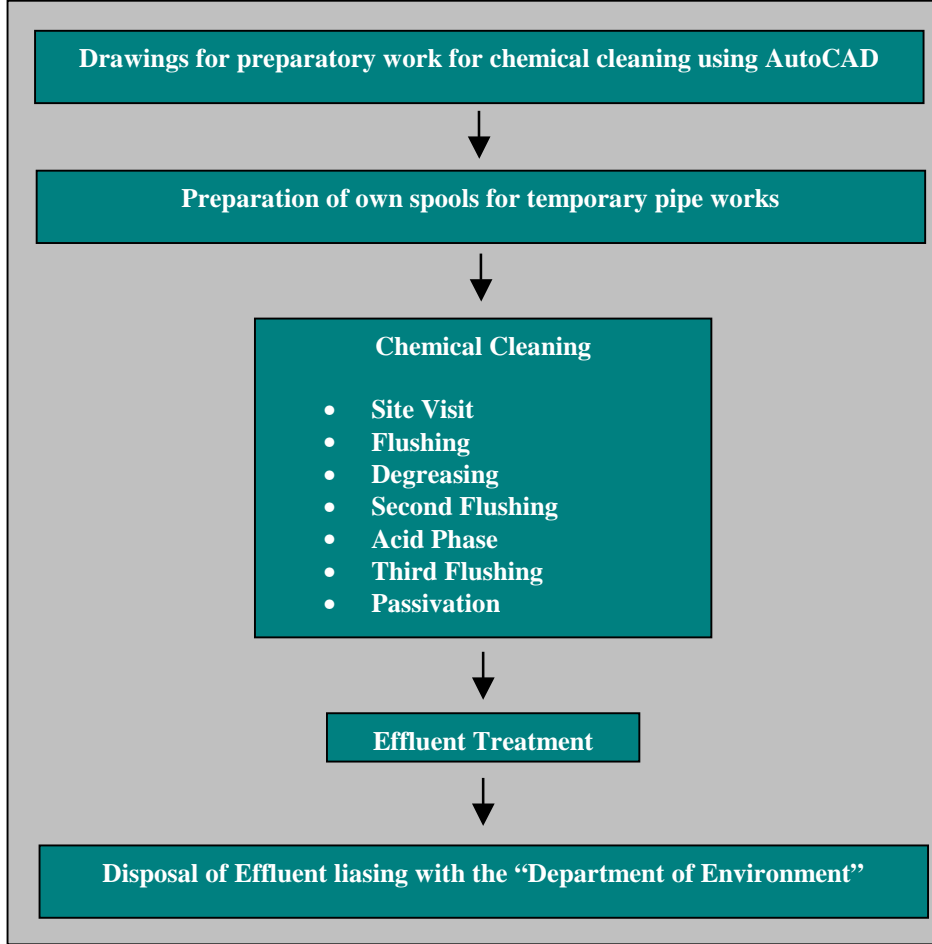 Drawings for preparatory work for chemical cleaning using AutoCAD
Preparation of own spools for temporary pipe works
Chemical Cleaning
• Site Visit
• Flushing
• Degreasing
• Second Flushing
• Acid Phase
• Third Flushing
• Passivation
Effluent Treatment
Disposal of Effluent liasing with the “Department of Environment”